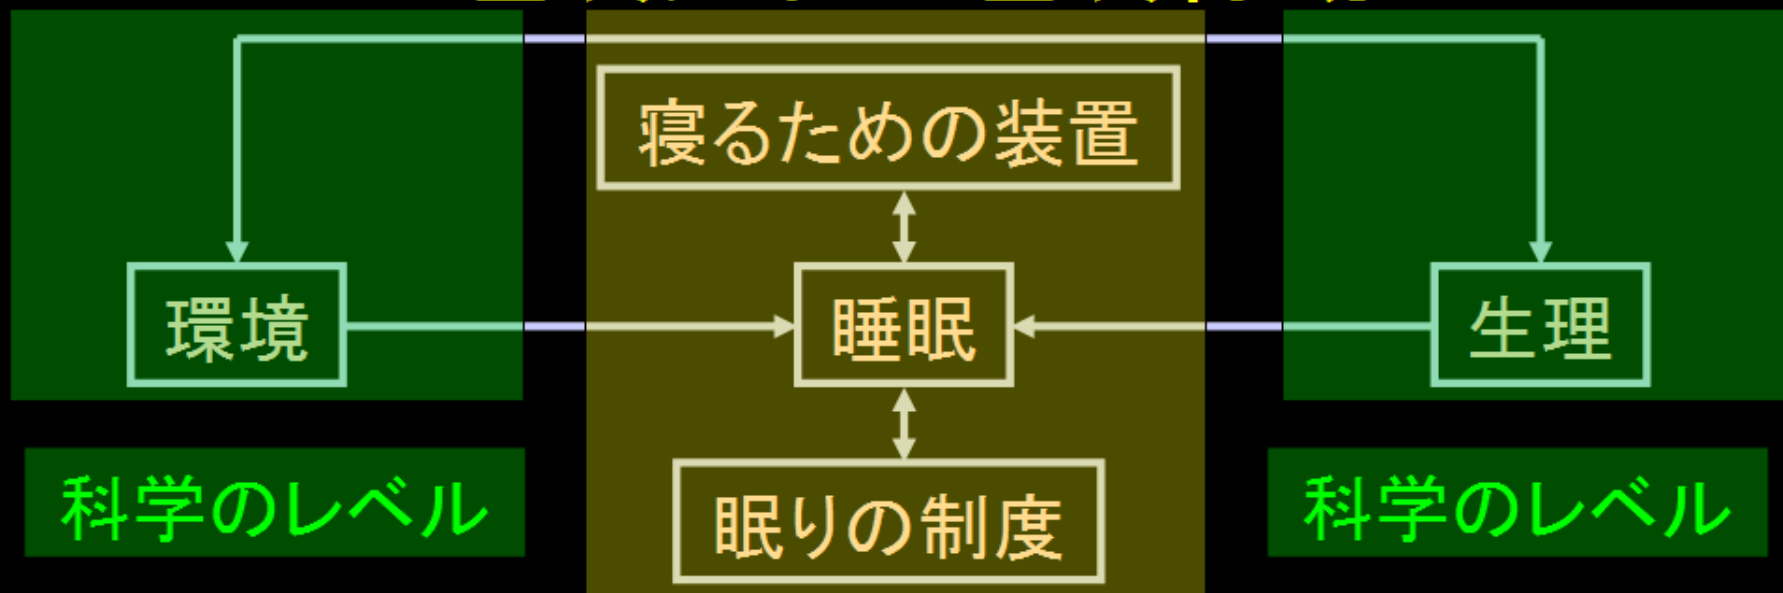 寝るための装置
環境
睡眠
生理
科学のレベル
眠りの制度
科学のレベル